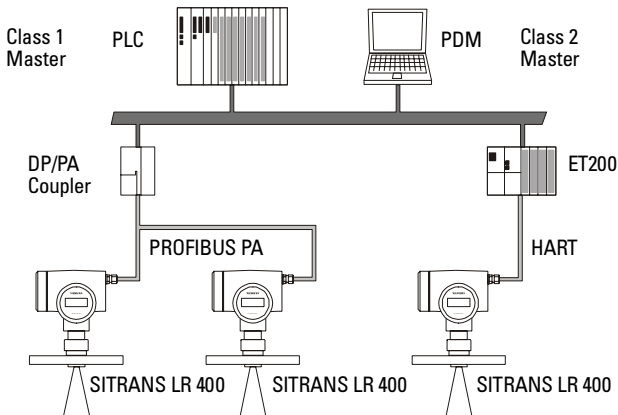 Class 1
Master
PLC
PDM
Class 2
Master
DP/PA
Coupler
ET200
PROFIBUS PA
HART
SITRANS LR 400
SITRANS LR 400
SITRANS LR 400